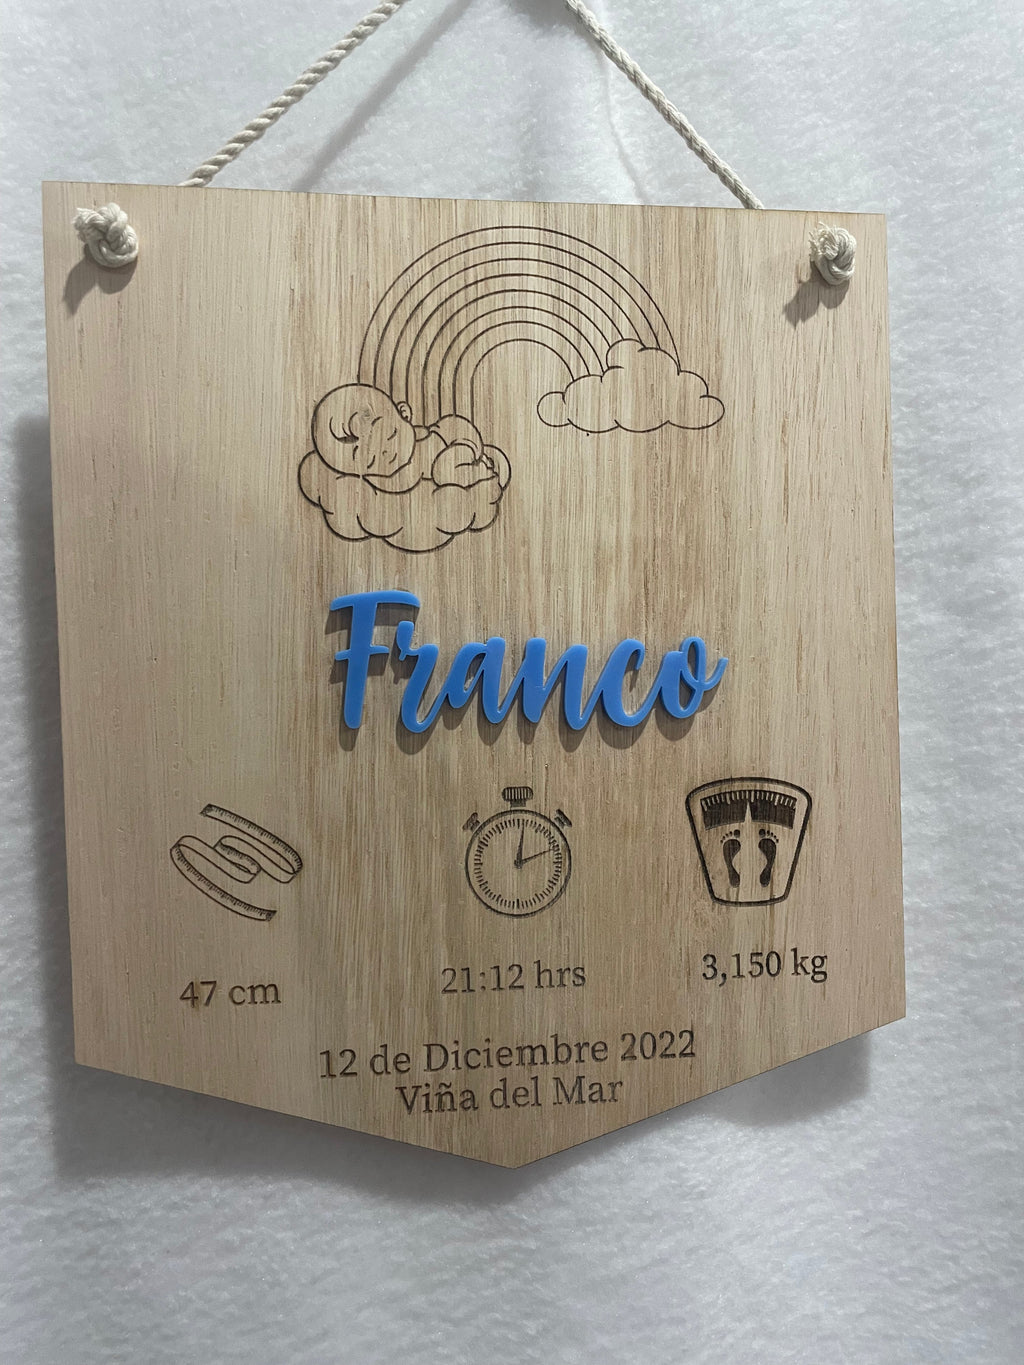 Franco
47 cm
21:12 hrs
3,150 kg
12 de Diciembre 2022
Viña del Mar